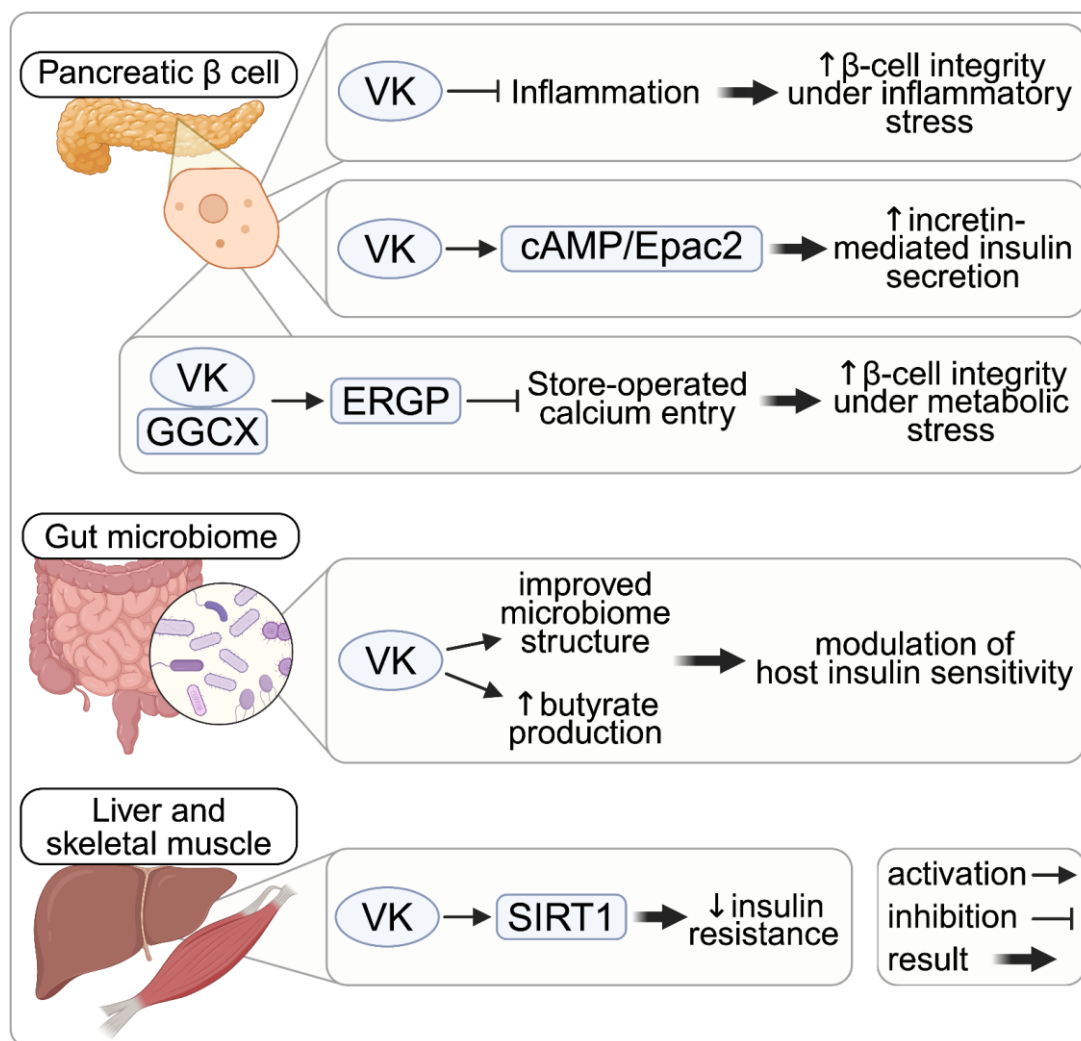 Pancreatic β cell
VK
Inflammation
↑β-cell integrity
under inflammatory
stress
VK
cAMP/Epac2
↑incretin-
mediated insulin
secretion
VK
GGCX
ERGP
Store-operated
calcium entry
↑β-cell integrity
under metabolic
stress
Gut microbiome
VK
improved
microbiome
structure
↑butyrate
production
modulation of
host insulin sensitivity
Liver and
skeletal muscle
VK
SIRT1
↓insulin
resistance
activation
inhibition
result